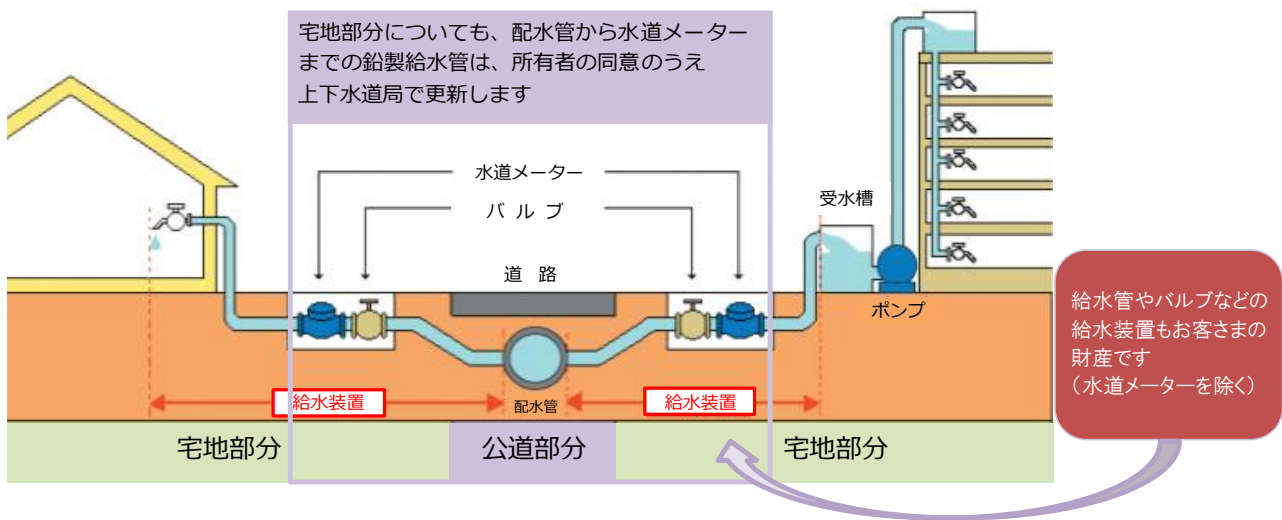 宅地部分についても、配水管から水道メーター
までの鉛製給水管は、所有者の同意のうえ
上下水道局で更新します
水道メーター
バルブ
道路
受水槽
ポンプ
給水管やバルブなどの
給水装置もお客さまの
財産です
（水道メーターを除く）
給水装置
配水管
給水装置
宅地部分
公道部分
宅地部分